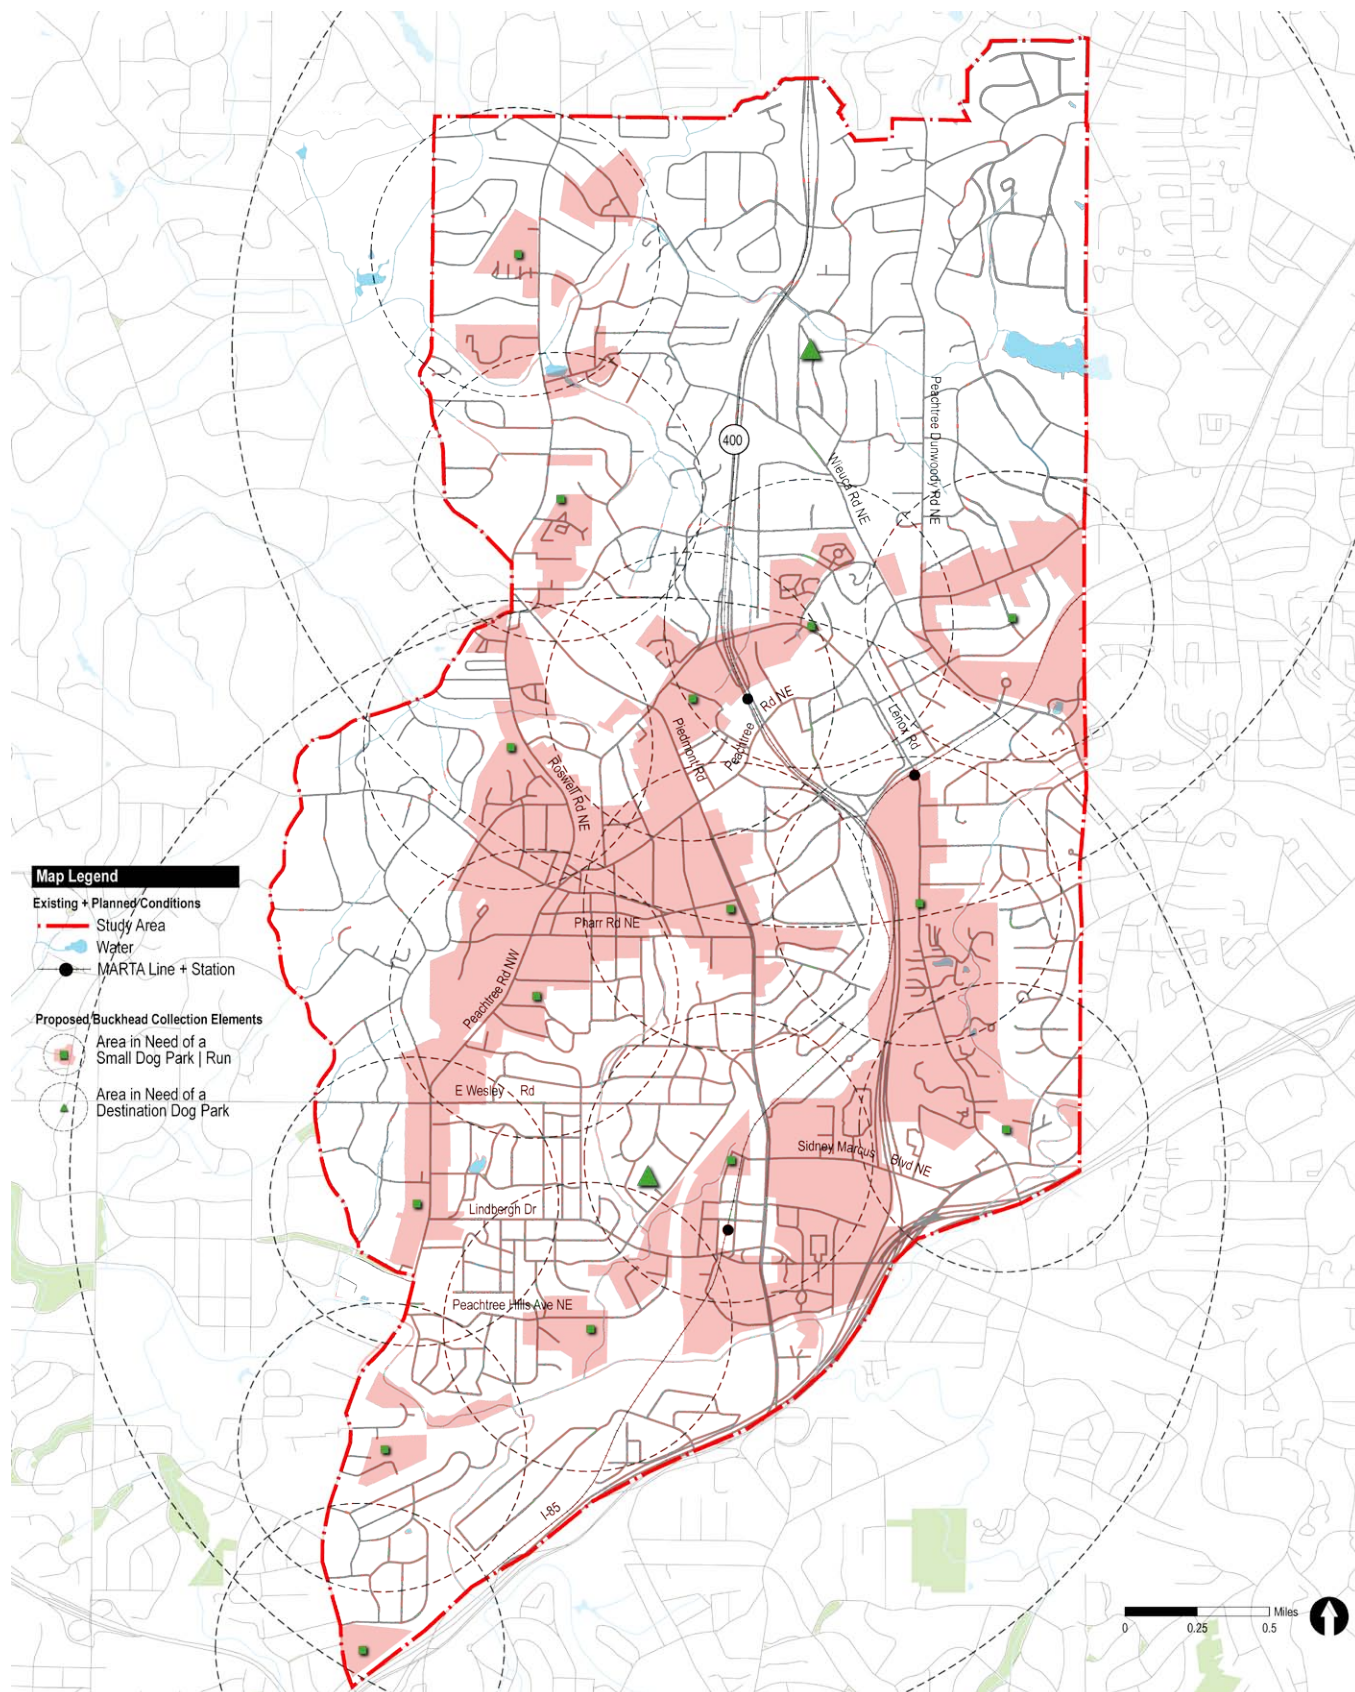 400
Wieuca Rd NE
Peachtree Dunwoody Rd NE
Peachtree Rd NE
Lenox Rd
Piedmont Rd
Roswell Rd NE
Map Legend
Existing + Planned Conditions
Study Area
Water
MARTA Line + Station
Proposed Buckhead Collection Elements
Area in Need of a
Small Dog Park | Run
Area in Need of a
Destination Dog Park
Pharr Rd NE
Peachtree Rd NW
E Wesley Rd
Sidney Marcus Blvd NE
Lindbergh Dr
Peachtree Hills Ave NE
I-85
Miles
0 0.25 0.5